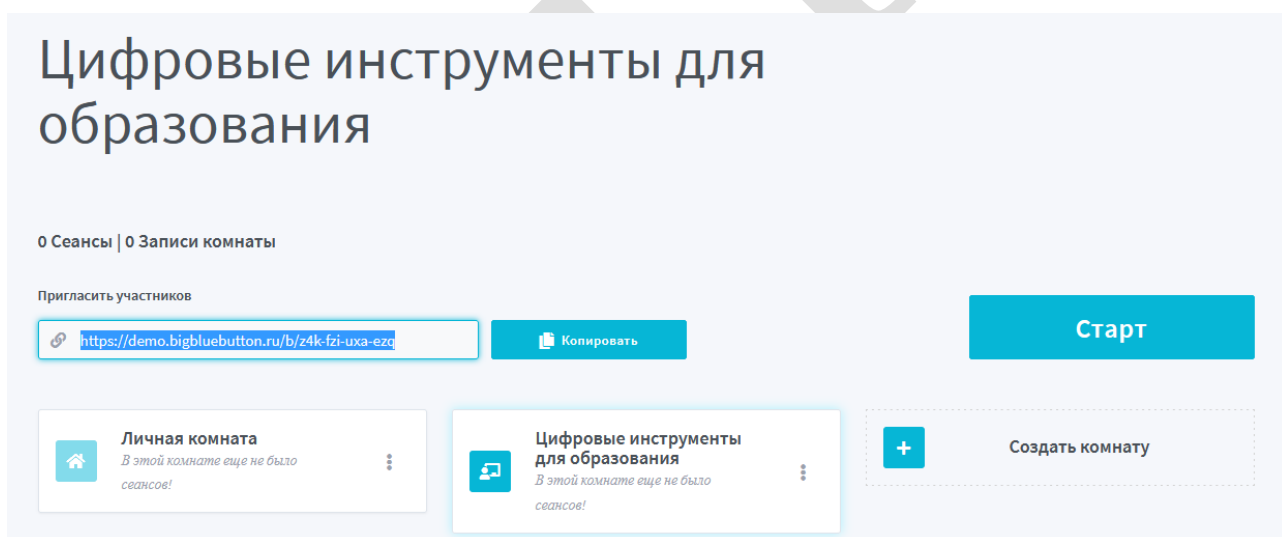 Цифровые инструменты для
образования
0 Сеансы | 0 Записи комнаты
Пригласить участников
https://demo.bigbluebutton.ru/b/z4k-fzi-uxa-ezq
Копировать
Старт
Личная комната
В этой комнате еще не было
сеансов!
Цифровые инструменты
для образования
В этой комнате еще не было
сеансов!
+
Создать комнату